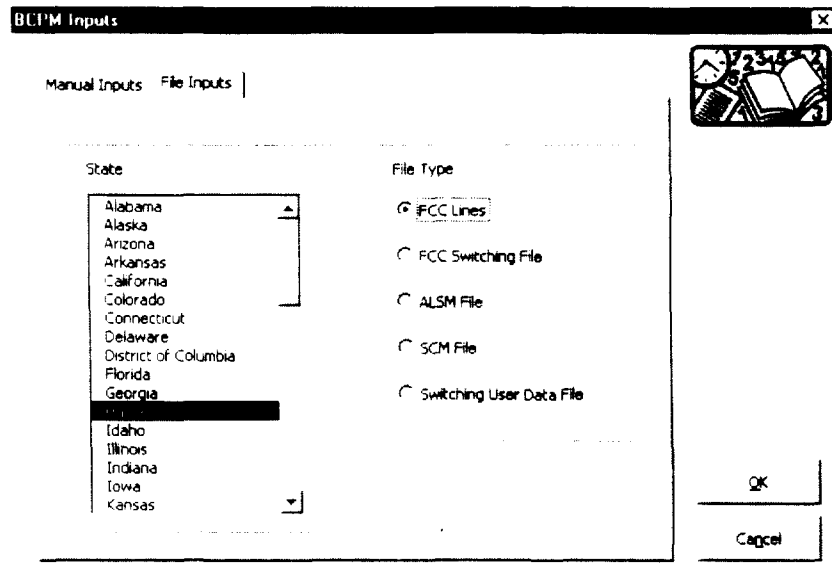 BCPM Inputs
Manual Inputs File Inputs
State
Alabama
Alaska
Arizona
Arkansas
California
Colorado
Connecticut
Delaware
District of Columbia
Florida
Georgia
Idaho
Illinois
Indiana
Iowa
Kansas
File Type
FCC Lines
FCC Switching File
ALSM File
SCM File
Switching User Data File
OK
Cancel